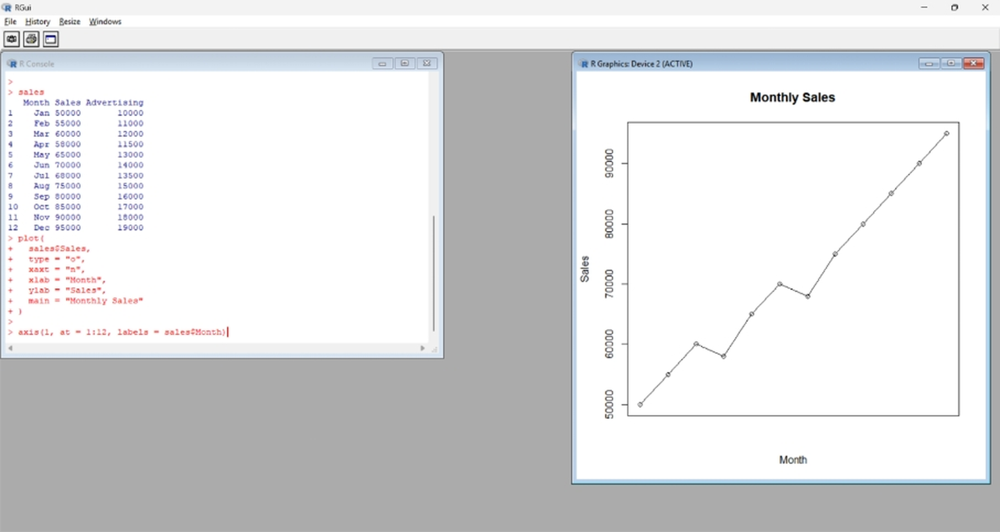 RGui
File History Resize Windows
R Console
>
> sales
Month Sales Advertising
1 Jan 50000 10000
2 Feb 55000 11000
3 Mar 60000 12000
4 Apr 58000 11500
5 May 65000 13000
6 Jun 70000 14000
7 Jul 68000 13500
8 Aug 75000 15000
9 Sep 80000 16000
10 Oct 85000 17000
11 Nov 90000 18000
12 Dec 95000 19000
> plot(
+ sales$Sales,
+ type = "o",
+ xaxt = "n",
+ xlab = "Month",
+ ylab = "Sales",
+ main = "Monthly Sales"
+ )
>
> axis(1, at = 1:12, labels = sales$Month)
R Graphics: Device 2 (ACTIVE)
Monthly Sales
90000
80000
70000
60000
50000
Sales
Month